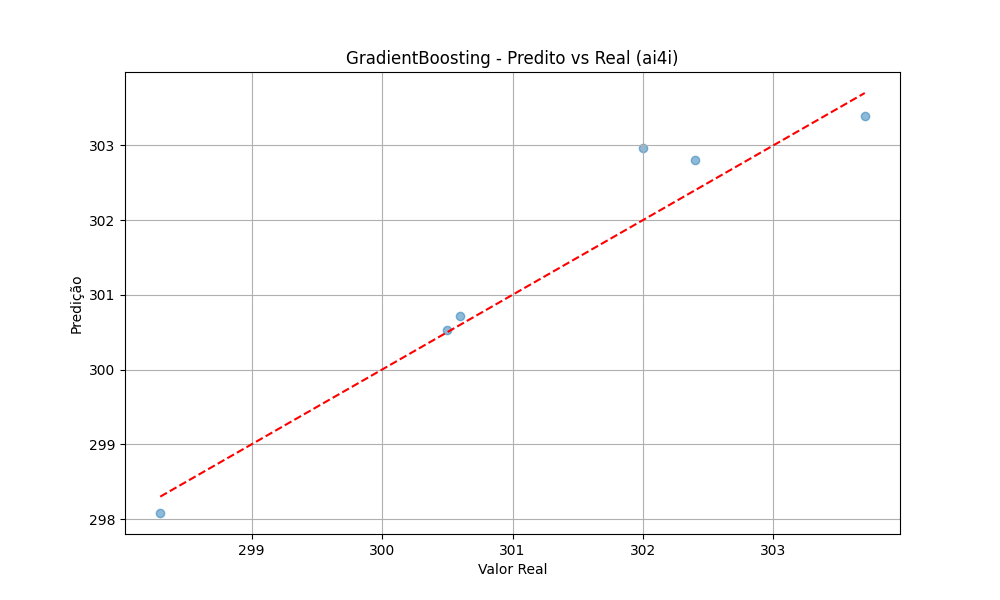 GradientBoosting - Predito vs Real (ai4i)
Predição
303
302
301
300
299
298
299 300 301 302 303
Valor Real